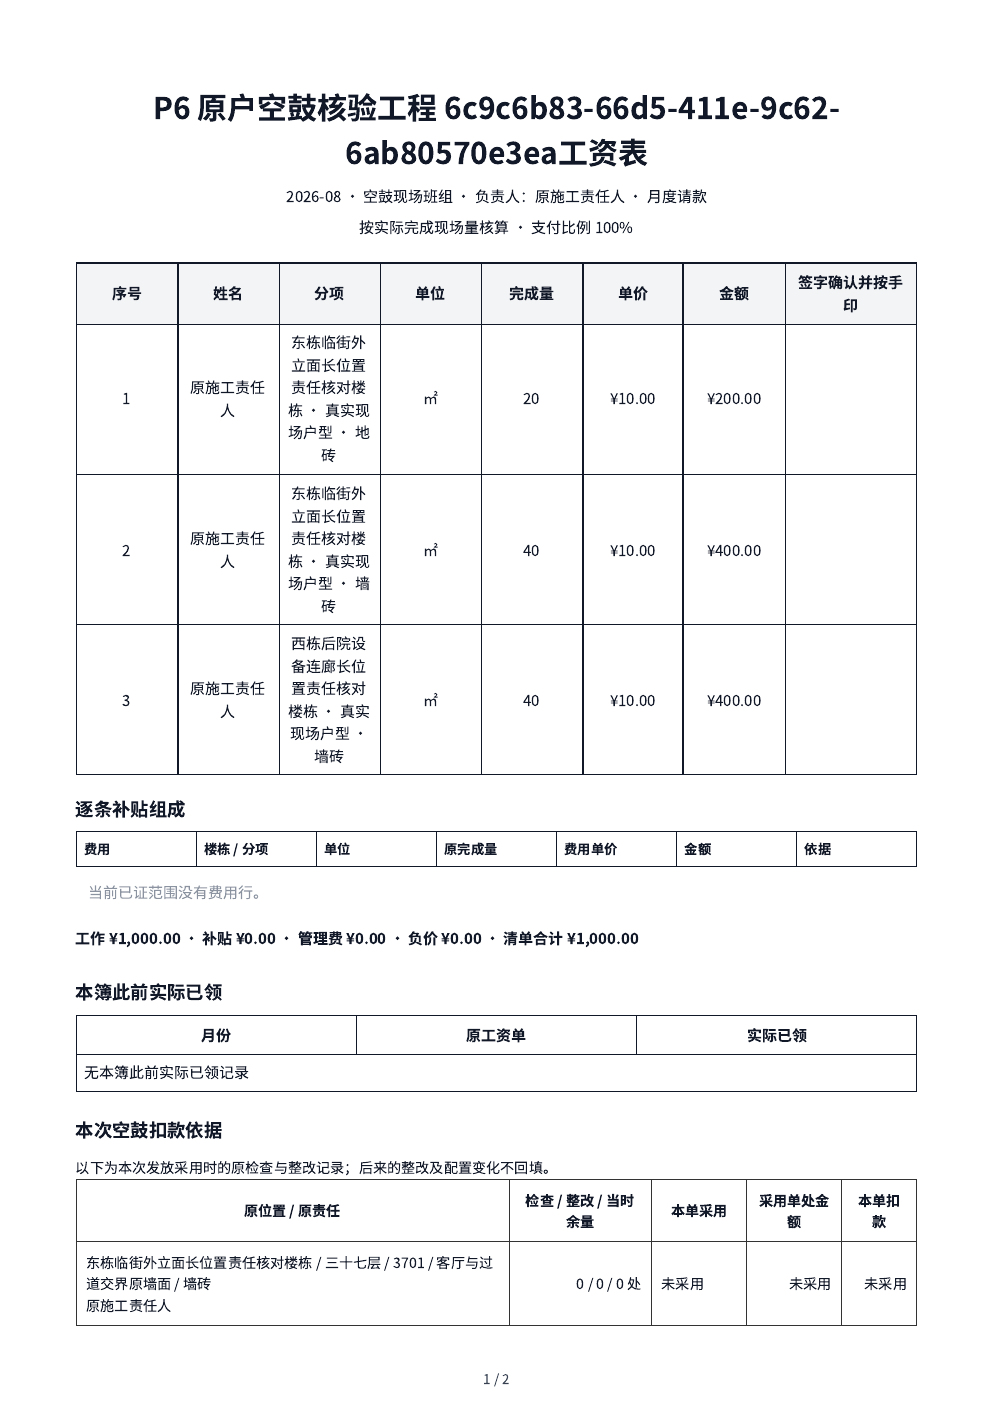 P6 原户空鼓核验工程 6c9c6b83-66d5-411e-9c62-
6ab80570e3ea工资表
2026-08 · 空鼓现场班组 · 负责人：原施工责任人 · 月度请款
按实际完成现场量核算 · 支付比例 100%
序号 姓名 分项 单位 完成量 单价 金额 签字确认并按手
印
1 原施工责任
人 东栋临街外
立面长位置
责任核对楼
栋 · 真实现
场户型 · 地
砖 ㎡ 20 ¥10.00 ¥200.00
2 原施工责任
人 东栋临街外
立面长位置
责任核对楼
栋 · 真实现
场户型 · 墙
砖 ㎡ 40 ¥10.00 ¥400.00
3 原施工责任
人 西栋后院设
备连廊长位
置责任核对
楼栋 · 真实
现场户型 ·
墙砖 ㎡ 40 ¥10.00 ¥400.00
逐条补贴组成
费用 楼栋 / 分项 单位 原完成量 费用单价 金额 依据
当前已证范围没有费用行。
工作 ¥1,000.00 · 补贴 ¥0.00 · 管理费 ¥0.00 · 负价 ¥0.00 · 清单合计 ¥1,000.00
本簿此前实际已领
月份 原工资单 实际已领
无本簿此前实际已领记录
本次空鼓扣款依据
以下为本次发放采用时的原检查与整改记录；后来的整改及配置变化不回填。
原位置 / 原责任 检查 / 整改 / 当时
余量 本单采用 采用单处金
额 本单扣
款
东栋临街外立面长位置责任核对楼栋 / 三十七层 / 3701 / 客厅与过
道交界原墙面 / 墙砖
原施工责任人 0 / 0 / 0 处 未采用 未采用 未采用
1 / 2